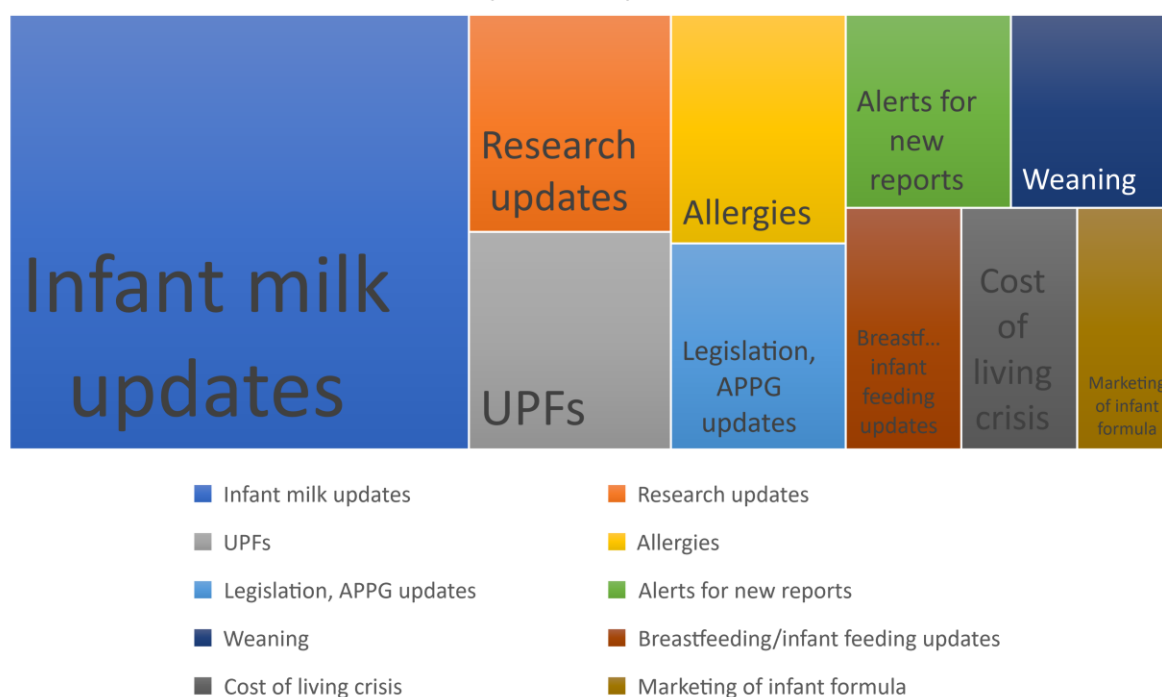 Infant milk
updates
Research
updates
UPFs
Allergies
Legislation,
APPG
updates
Alerts for
new
reports
Weaning
Breastf...
infant
feeding
updates
Cost
of
living
crisis
Marketing
of infant
formula
Infant milk updates
Research updates
UPFs
Allergies
Legislation, APPG updates
Alerts for new reports
Weaning
Breastfeeding/infant feeding updates
Cost of living crisis
Marketing of infant formula